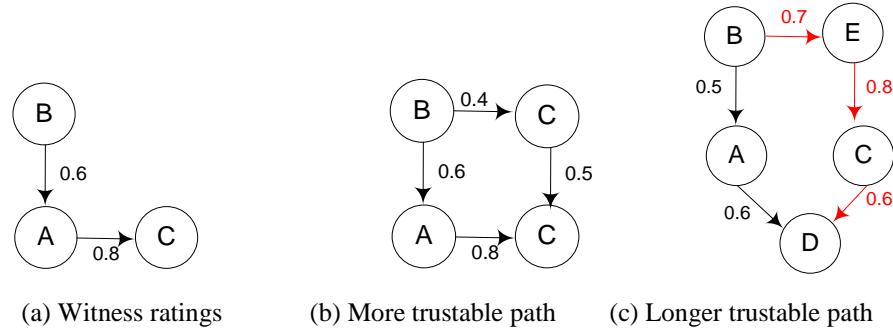 B
0.6
A
0.8
C
(a) Witness ratings
B
0.4
C
0.6
0.5
A
0.8
C
(b) More trustable path
B
0.7
E
0.5
0.8
A
C
0.6
0.6
D
(c) Longer trustable path